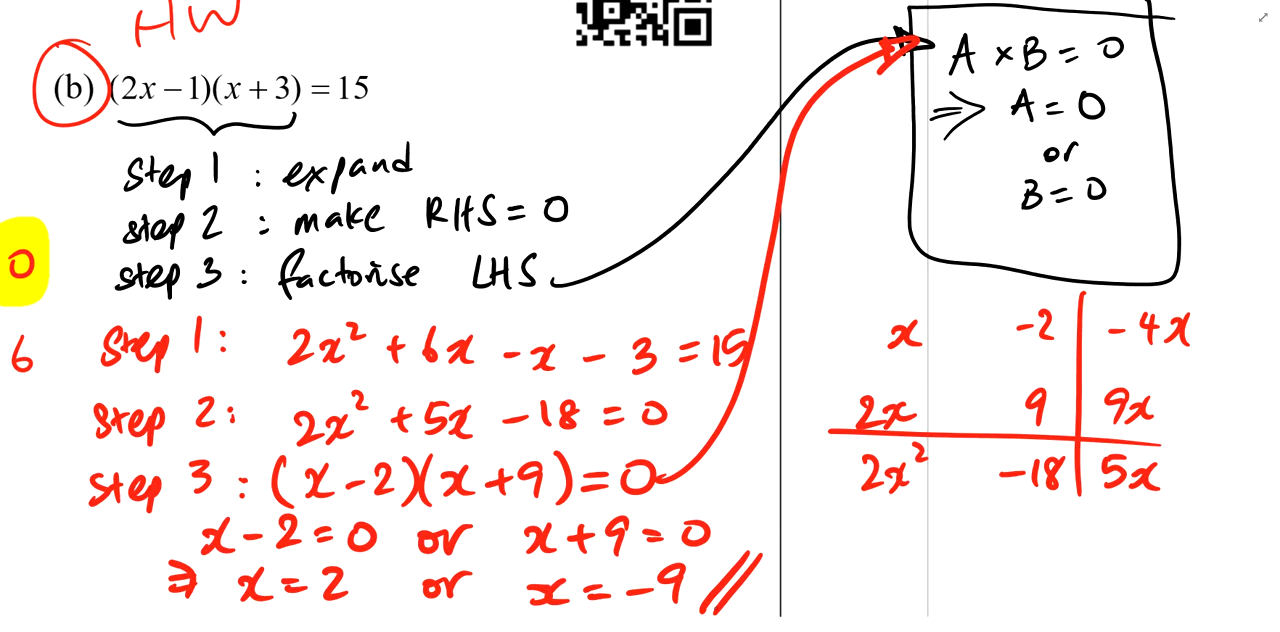 HW
(b) (2x − 1)(x + 3) = 15
Step 1 : expand
step 2 : make RHS = 0
step 3 : factorise LHS
A × B = 0
⇒ A = 0
or
B = 0
0
6
Step 1: 2x² + 6x - x - 3 = 15
Step 2: 2x² + 5x - 18 = 0
Step 3 : (x-2)(x+9) = 0
x - 2 = 0 or x + 9 = 0
⇒ x = 2 or x = -9 //
x -2 | - 4x
2x 9 | 9x
2x² -18 | 5x